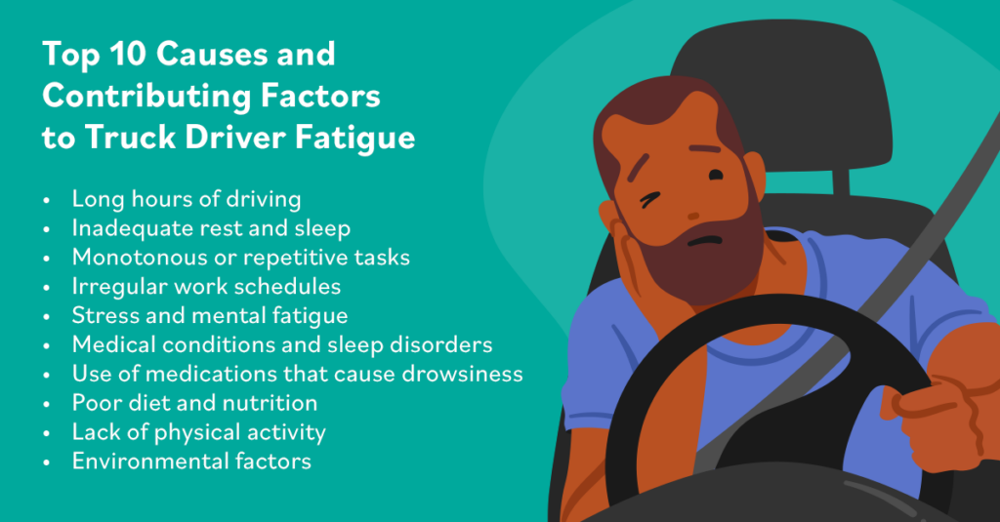 Top 10 Causes and
Contributing Factors
to Truck Driver Fatigue
• Long hours of driving
• Inadequate rest and sleep
• Monotonous or repetitive tasks
• Irregular work schedules
• Stress and mental fatigue
• Medical conditions and sleep disorders
• Use of medications that cause drowsiness
• Poor diet and nutrition
• Lack of physical activity
• Environmental factors